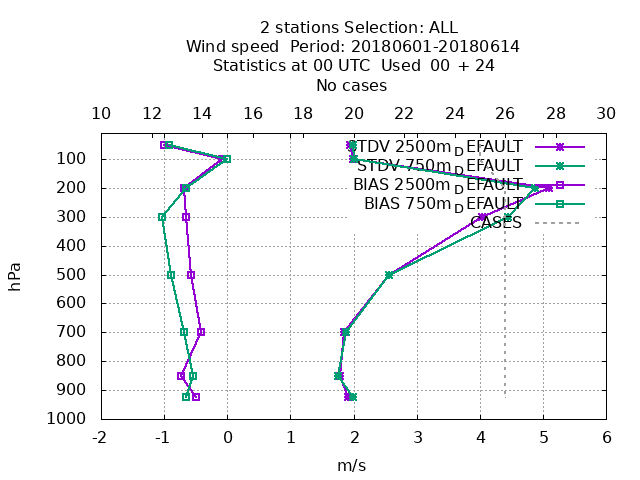 2 stations Selection: ALL
Wind speed  Period: 20180601-20180614
Statistics at 00 UTC  Used  00 + 24
No cases
10 12 14 16 18 20 22 24 26 28 30
STDV 2500m_DEFAULT
STDV 750m_DEFAULT
BIAS 2500m_DEFAULT
BIAS 750m_DEFAULT
CASES
100
200
300
400
500
600
700
800
900
1000
hPa
-2 -1 0 1 2 3 4 5 6
m/s